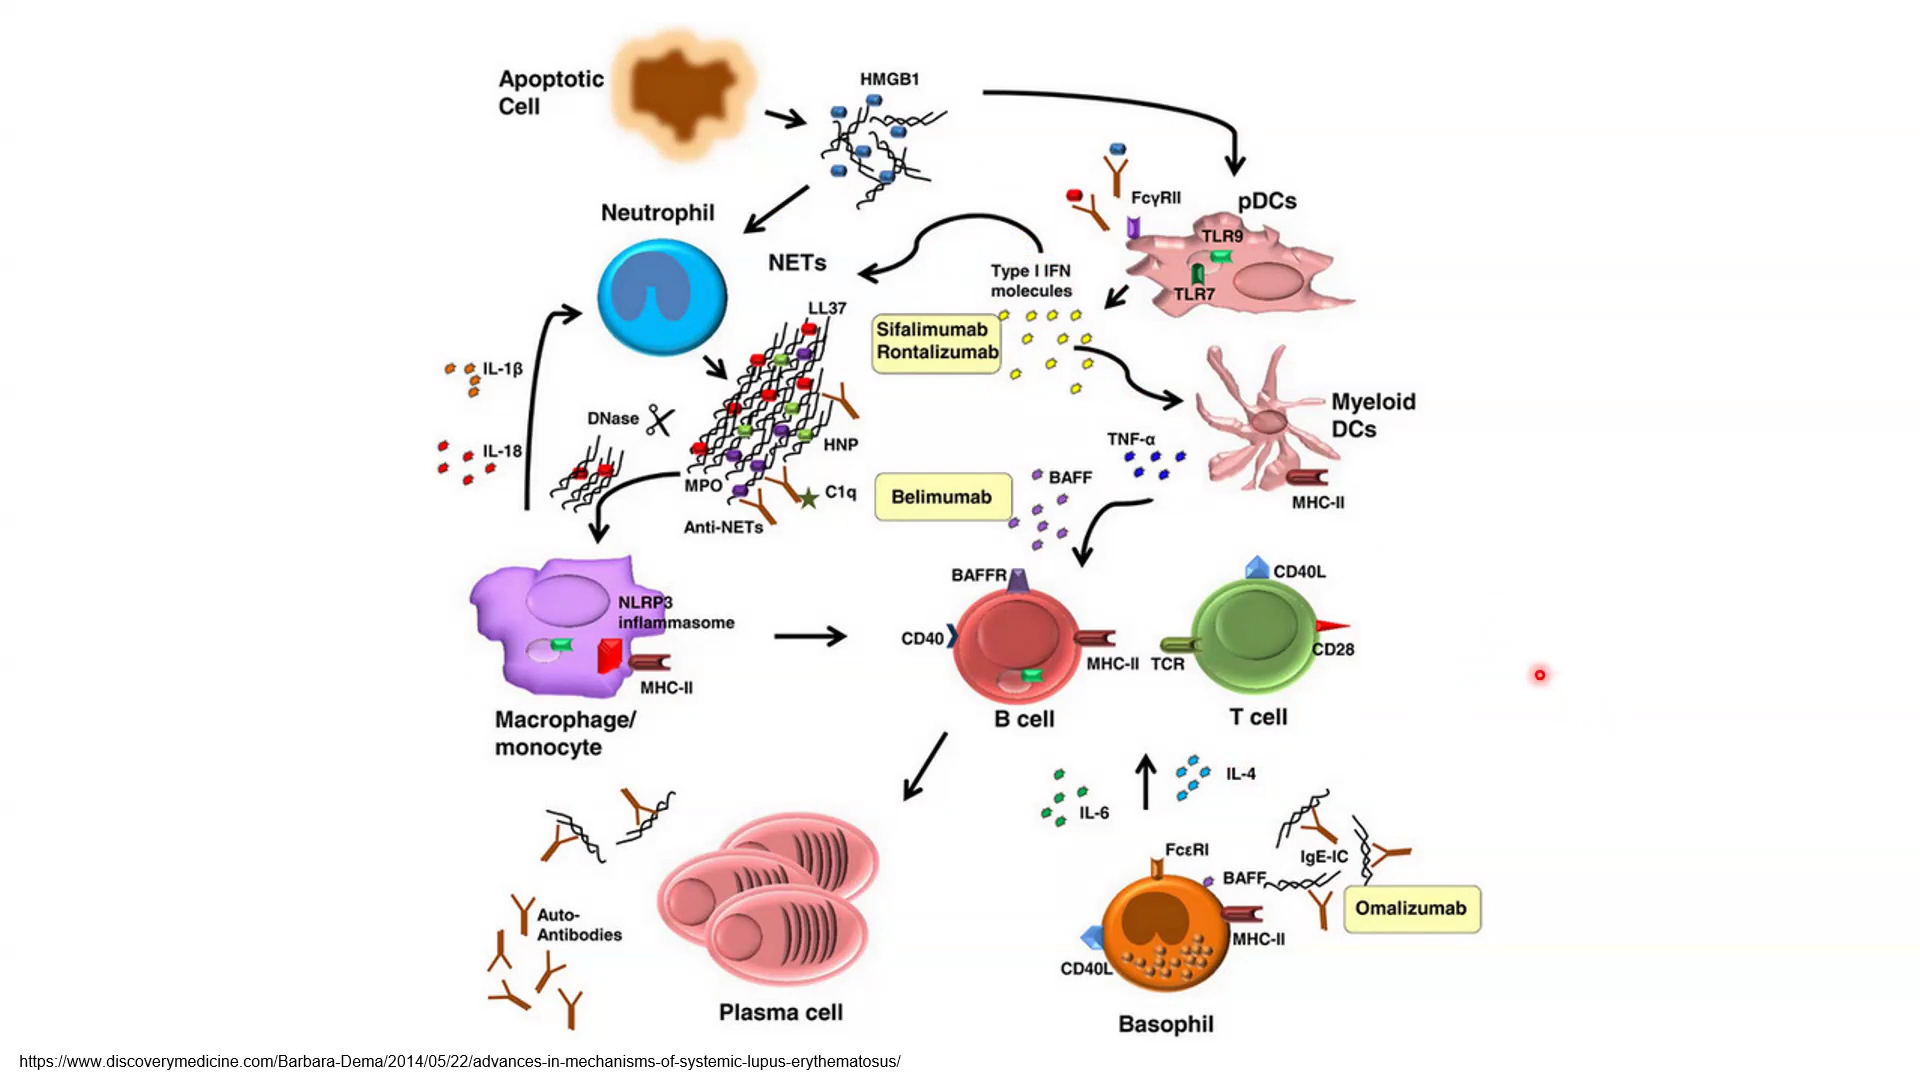 Apoptotic
Cell
HMGB1
Neutrophil
NETs
FcγRII
pDCs
TLR9
TLR7
Type I IFN
molecules
LL37
Sifalimumab
Rontalizumab
IL-1β
IL-18
DNase
HNP
MPO
C1q
Anti-NETs
Myeloid
DCs
TNF-α
MHC-II
BAFF
Belimumab
NLRP3
inflammasome
MHC-II
Macrophage/
monocyte
BAFFR
CD40
MHC-II
B cell
CD40L
CD28
TCR
T cell
IL-6
IL-4
Auto-
Antibodies
Plasma cell
FcεRI
BAFF
IgE-IC
Omalizumab
MHC-II
CD40L
Basophil
https://www.discoverymedicine.com/Barbara-Dema/2014/05/22/advances-in-mechanisms-of-systemic-lupus-erythematosus/